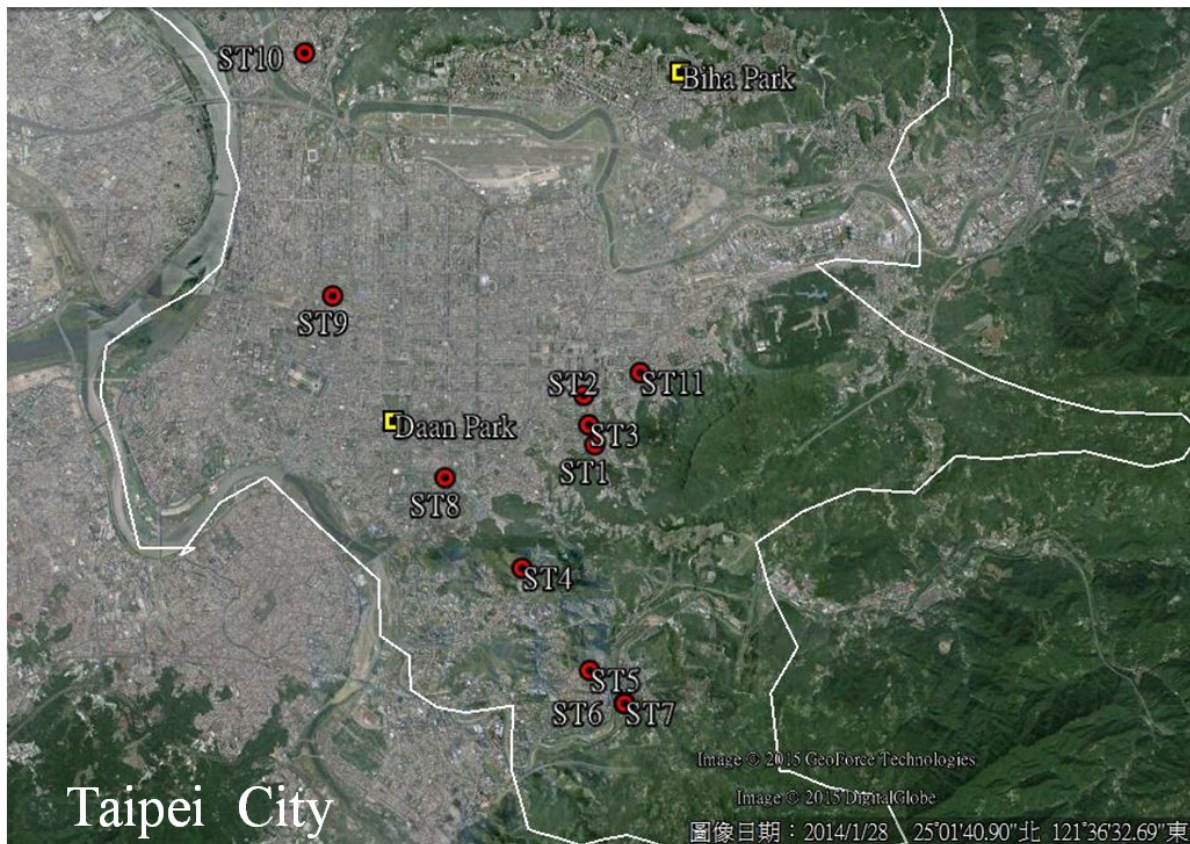 ST10
Biha Park
ST9
ST2
ST11
Daan Park
ST3
ST1
ST8
ST4
ST5
ST6
ST7
Image © 2015 GeoForce Technologies
Image © 2015 DigitalGlobe
Taipei City
圖像日期：2014/1/28 25°01'40.90"北 121°36'32.69"東